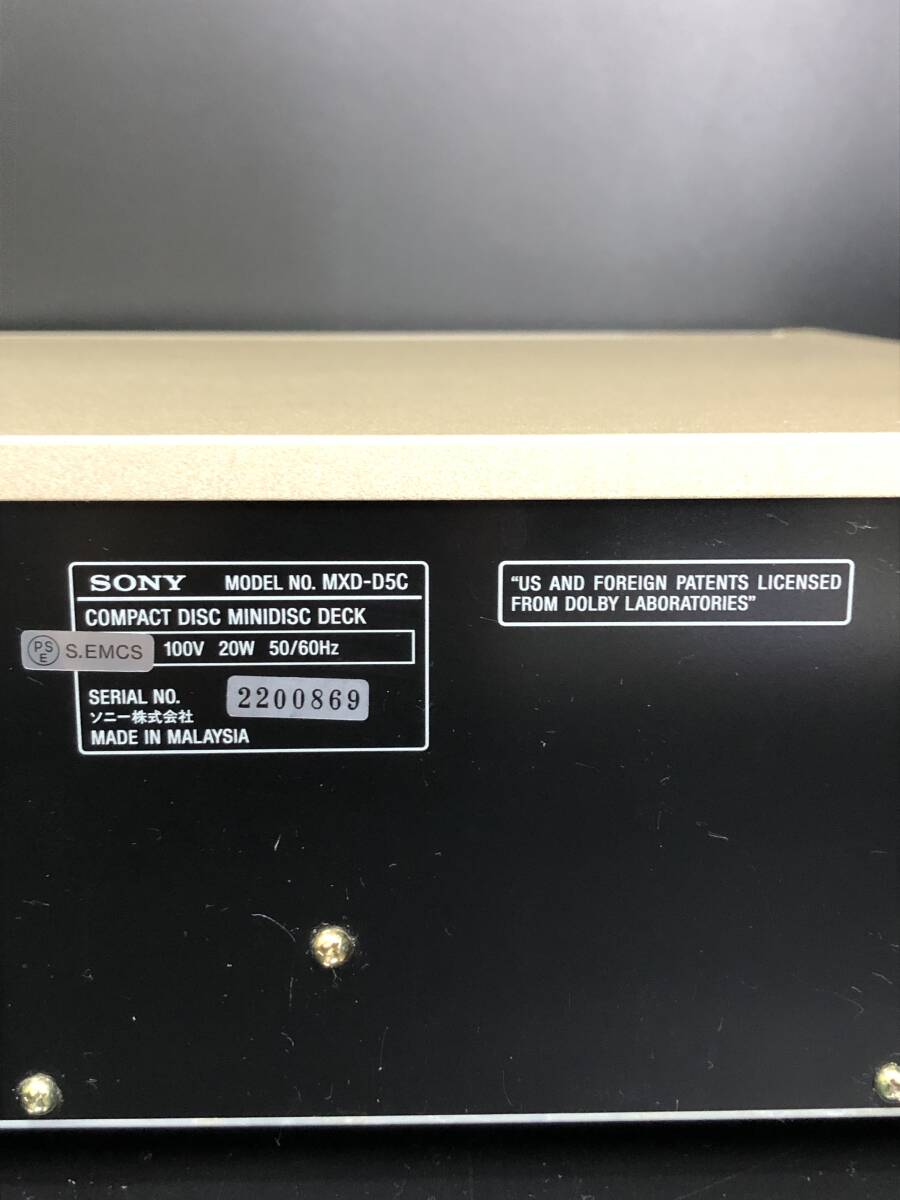 SONY MODEL NO. MXD-D5C
COMPACT DISC MINIDISC DECK
PSE S.EMCS 100V 20W 50/60Hz
SERIAL NO. 2200869
ソニー株式会社
MADE IN MALAYSIA
"US AND FOREIGN PATENTS LICENSED
FROM DOLBY LABORATORIES"